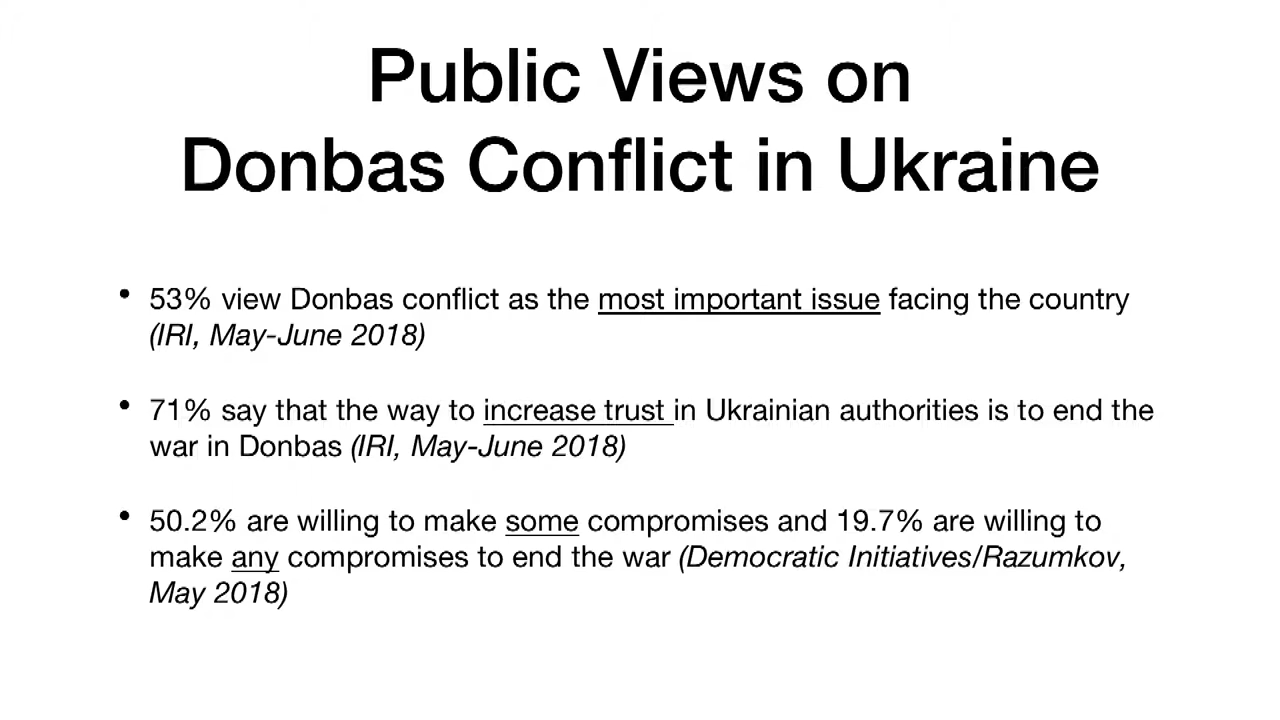 Public Views on
Donbas Conflict in Ukraine
• 53% view Donbas conflict as the most important issue facing the country
(IRI, May-June 2018)
• 71% say that the way to increase trust in Ukrainian authorities is to end the
war in Donbas (IRI, May-June 2018)
• 50.2% are willing to make some compromises and 19.7% are willing to
make any compromises to end the war (Democratic Initiatives/Razumkov,
May 2018)